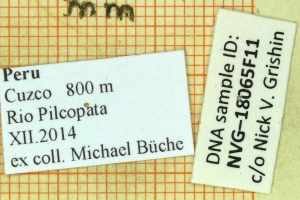 mm
Peru
Cuzco 800 m
Rio Pilcopata
XII.2014
ex coll. Michael Büche
DNA sample ID:
NVG-18065F11
c/o Nick V. Grishin